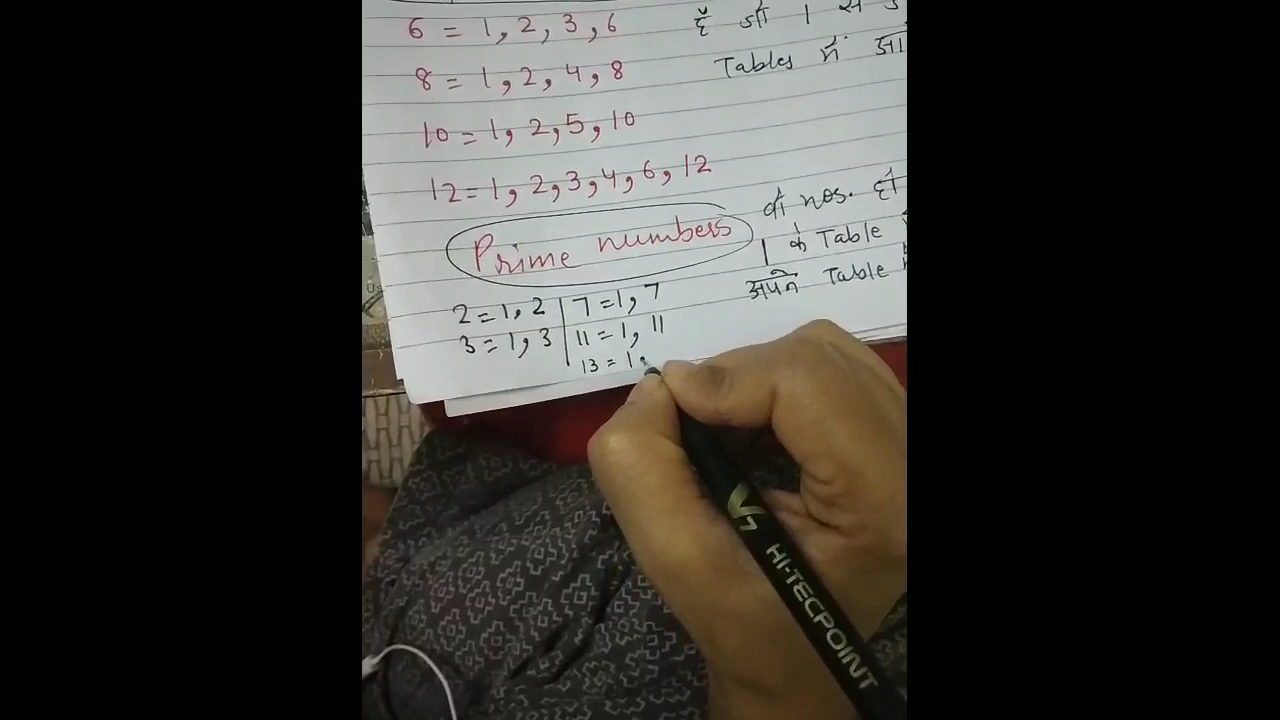 6 = 1, 2, 3, 6
8 = 1, 2, 4, 8
10 = 1, 2, 5, 10
12 = 1, 2, 3, 4, 6, 12
हैं जो 1 से
Tables में
Prime numbers
वो nos. हो
1 के Table
अपने Table
2 = 1, 2
3 = 1, 3
7 = 1, 7
11 = 1, 11
13 = 1,
V7 HI-TECPOINT